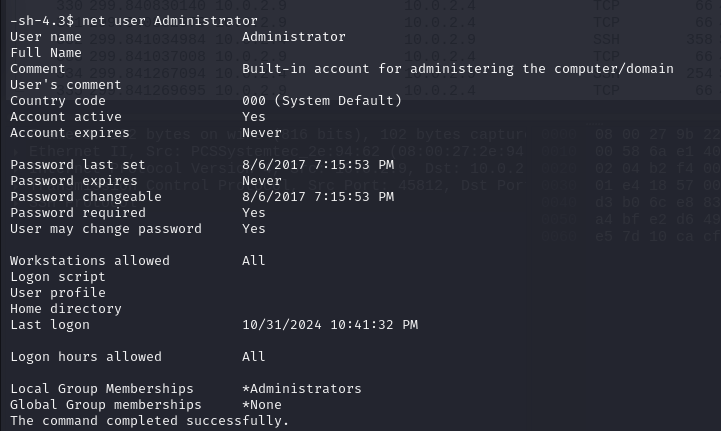 -sh-4.3$ net user Administrator
User name                    Administrator
Full Name
Comment                      Built-in account for administering the computer/domain
User's comment
Country code                 000 (System Default)
Account active               Yes
Account expires              Never
Password last set            8/6/2017 7:15:53 PM
Password expires             Never
Password changeable          8/6/2017 7:15:53 PM
Password required            Yes
User may change password     Yes
Workstations allowed         All
Logon script
User profile
Home directory
Last logon                   10/31/2024 10:41:32 PM
Logon hours allowed          All
Local Group Memberships      *Administrators
Global Group memberships     *None
The command completed successfully.